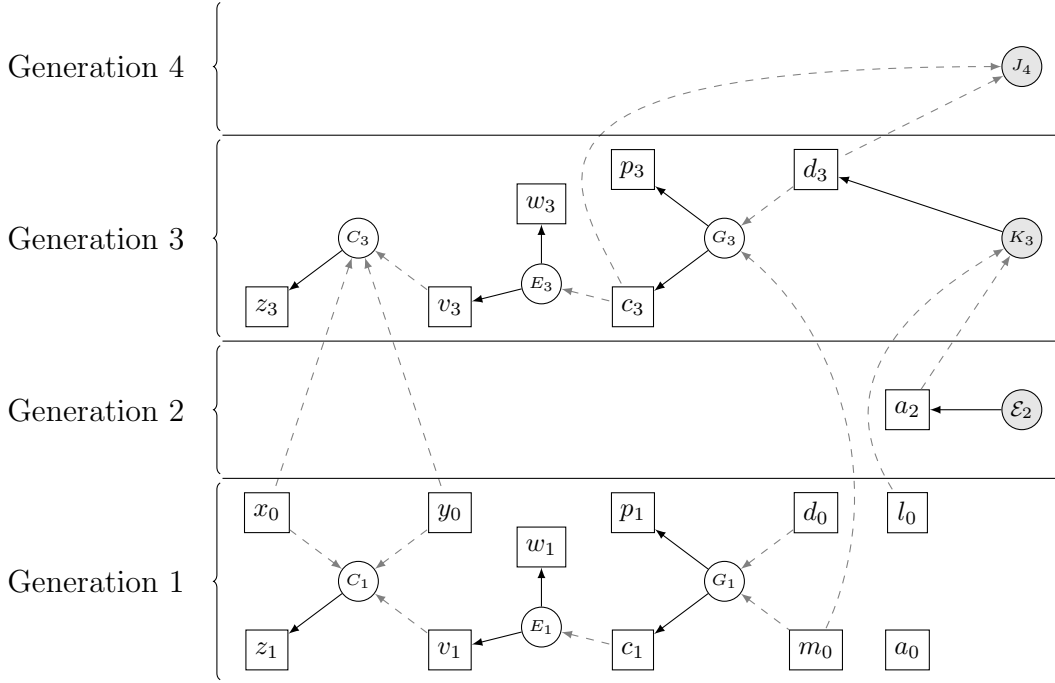 Generation 4
J₄
Generation 3
p₃
d₃
w₃
C₃
G₃
K₃
E₃
z₃
v₃
c₃
Generation 2
a₂
ℰ₂
Generation 1
x₀
y₀
p₁
d₀
l₀
w₁
C₁
G₁
E₁
z₁
v₁
c₁
m₀
a₀